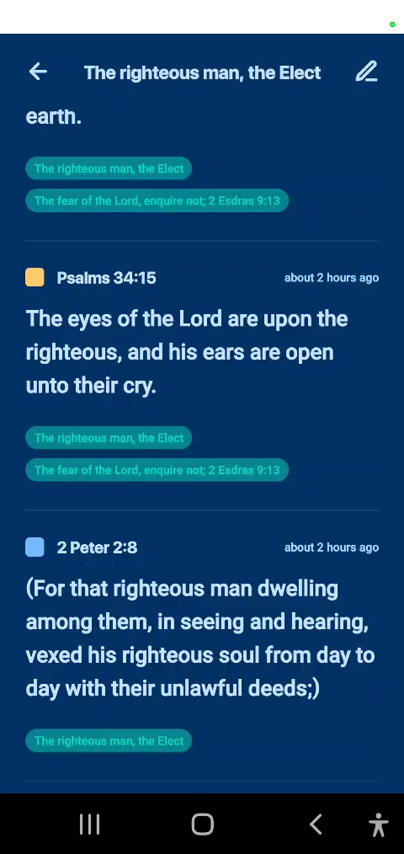 The righteous man, the Elect
earth.
The righteous man, the Elect
The fear of the Lord, enquire not; 2 Esdras 9:13
Psalms 34:15
about 2 hours ago
The eyes of the Lord are upon the
righteous, and his ears are open
unto their cry.
The righteous man, the Elect
The fear of the Lord, enquire not; 2 Esdras 9:13
2 Peter 2:8
about 2 hours ago
(For that righteous man dwelling
among them, in seeing and hearing,
vexed his righteous soul from day to
day with their unlawful deeds;)
The righteous man, the Elect